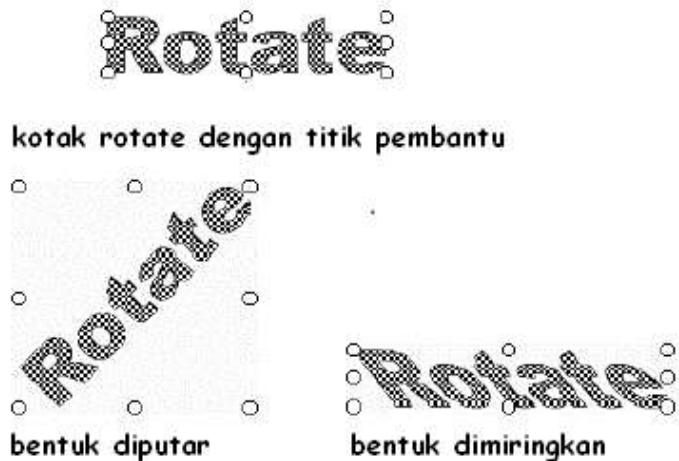 Rotate
kotak rotate dengan titik pembantu
Rotate
Rotate
bentuk diputar
bentuk dimiringkan